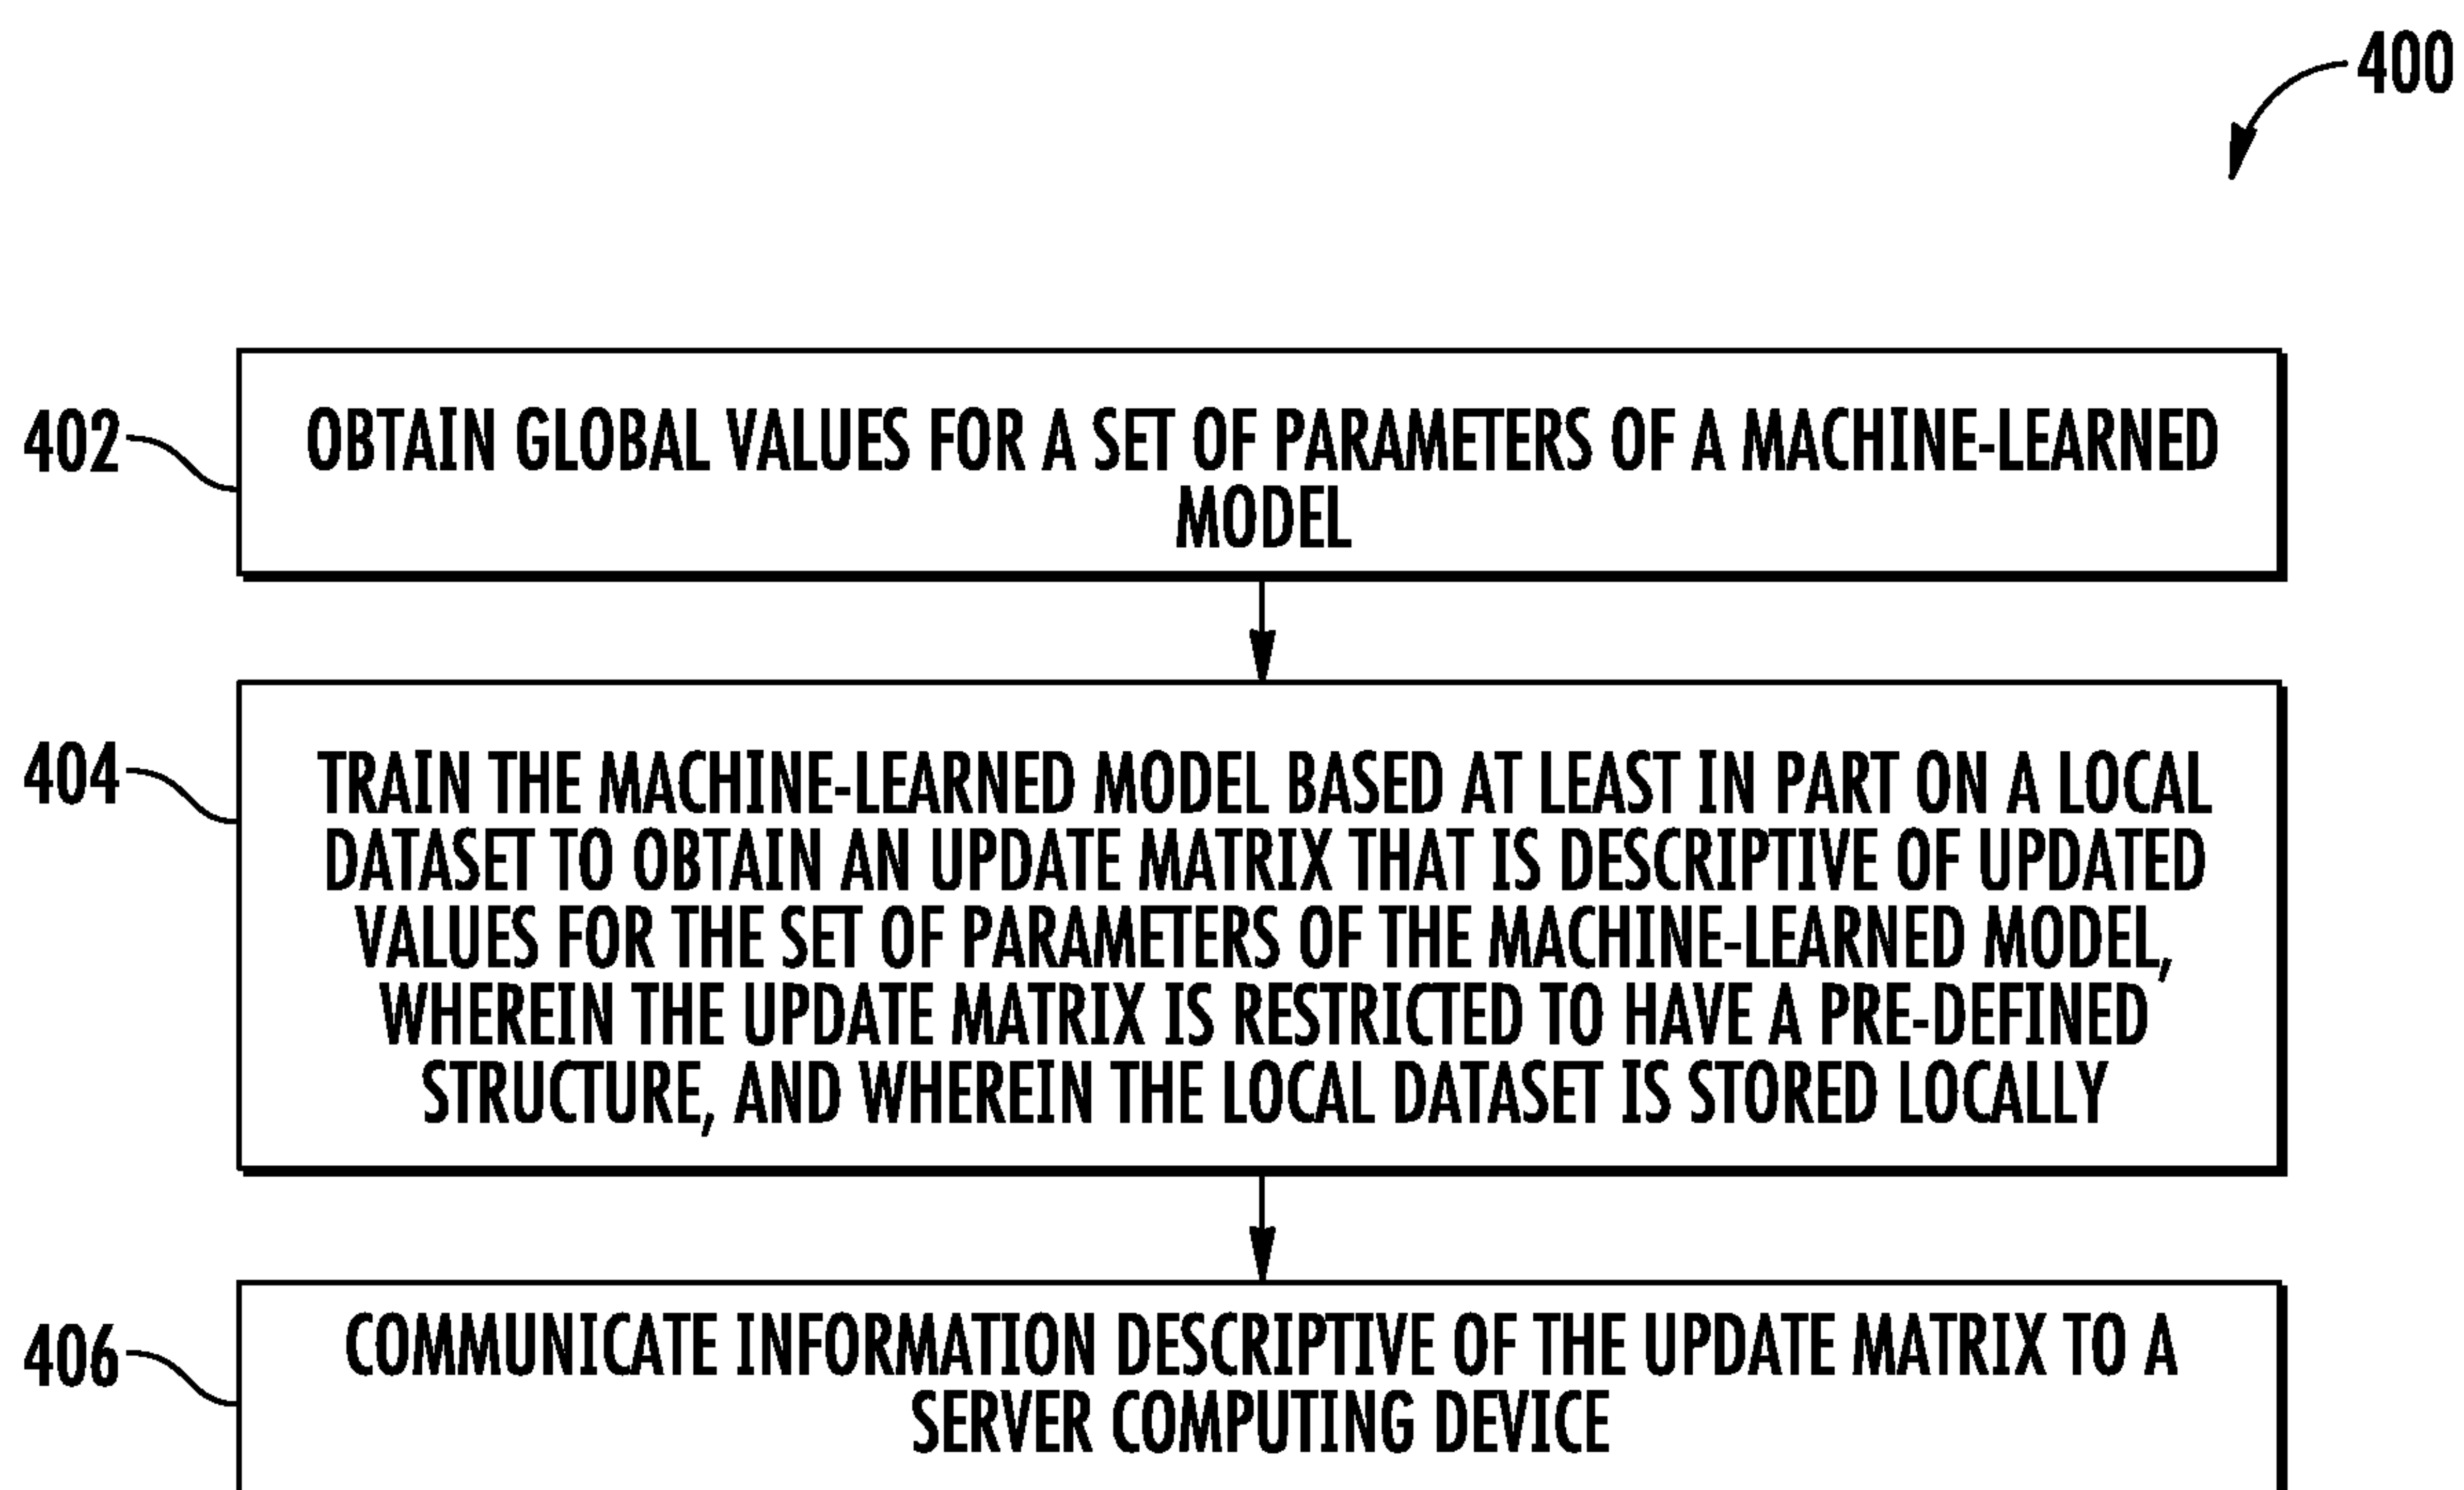 400
402
OBTAIN GLOBAL VALUES FOR A SET OF PARAMETERS OF A MACHINE-LEARNED
MODEL
404
TRAIN THE MACHINE-LEARNED MODEL BASED AT LEAST IN PART ON A LOCAL
DATASET TO OBTAIN AN UPDATE MATRIX THAT IS DESCRIPTIVE OF UPDATED
VALUES FOR THE SET OF PARAMETERS OF THE MACHINE-LEARNED MODEL,
WHEREIN THE UPDATE MATRIX IS RESTRICTED TO HAVE A PRE-DEFINED
STRUCTURE, AND WHEREIN THE LOCAL DATASET IS STORED LOCALLY
406
COMMUNICATE INFORMATION DESCRIPTIVE OF THE UPDATE MATRIX TO A
SERVER COMPUTING DEVICE